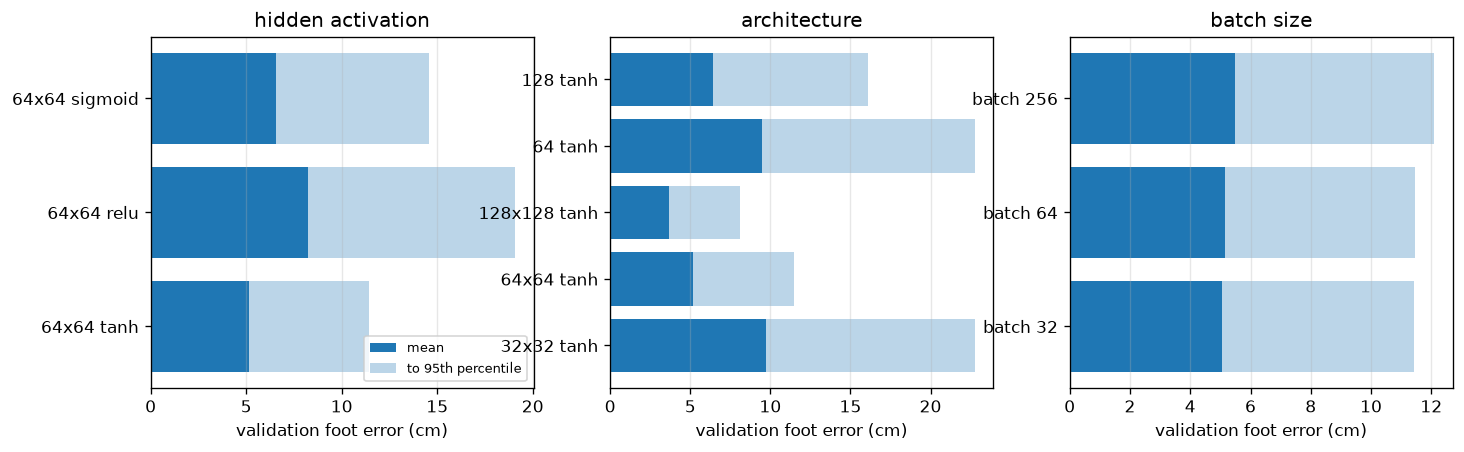 hidden activation
64x64 sigmoid
64x64 relu
64x64 tanh
mean
to 95th percentile
0 5 10 15 20
validation foot error (cm)
architecture
128 tanh
64 tanh
128x128 tanh
64x64 tanh
32x32 tanh
0 5 10 15 20
validation foot error (cm)
batch size
batch 256
batch 64
batch 32
0 2 4 6 8 10 12
validation foot error (cm)